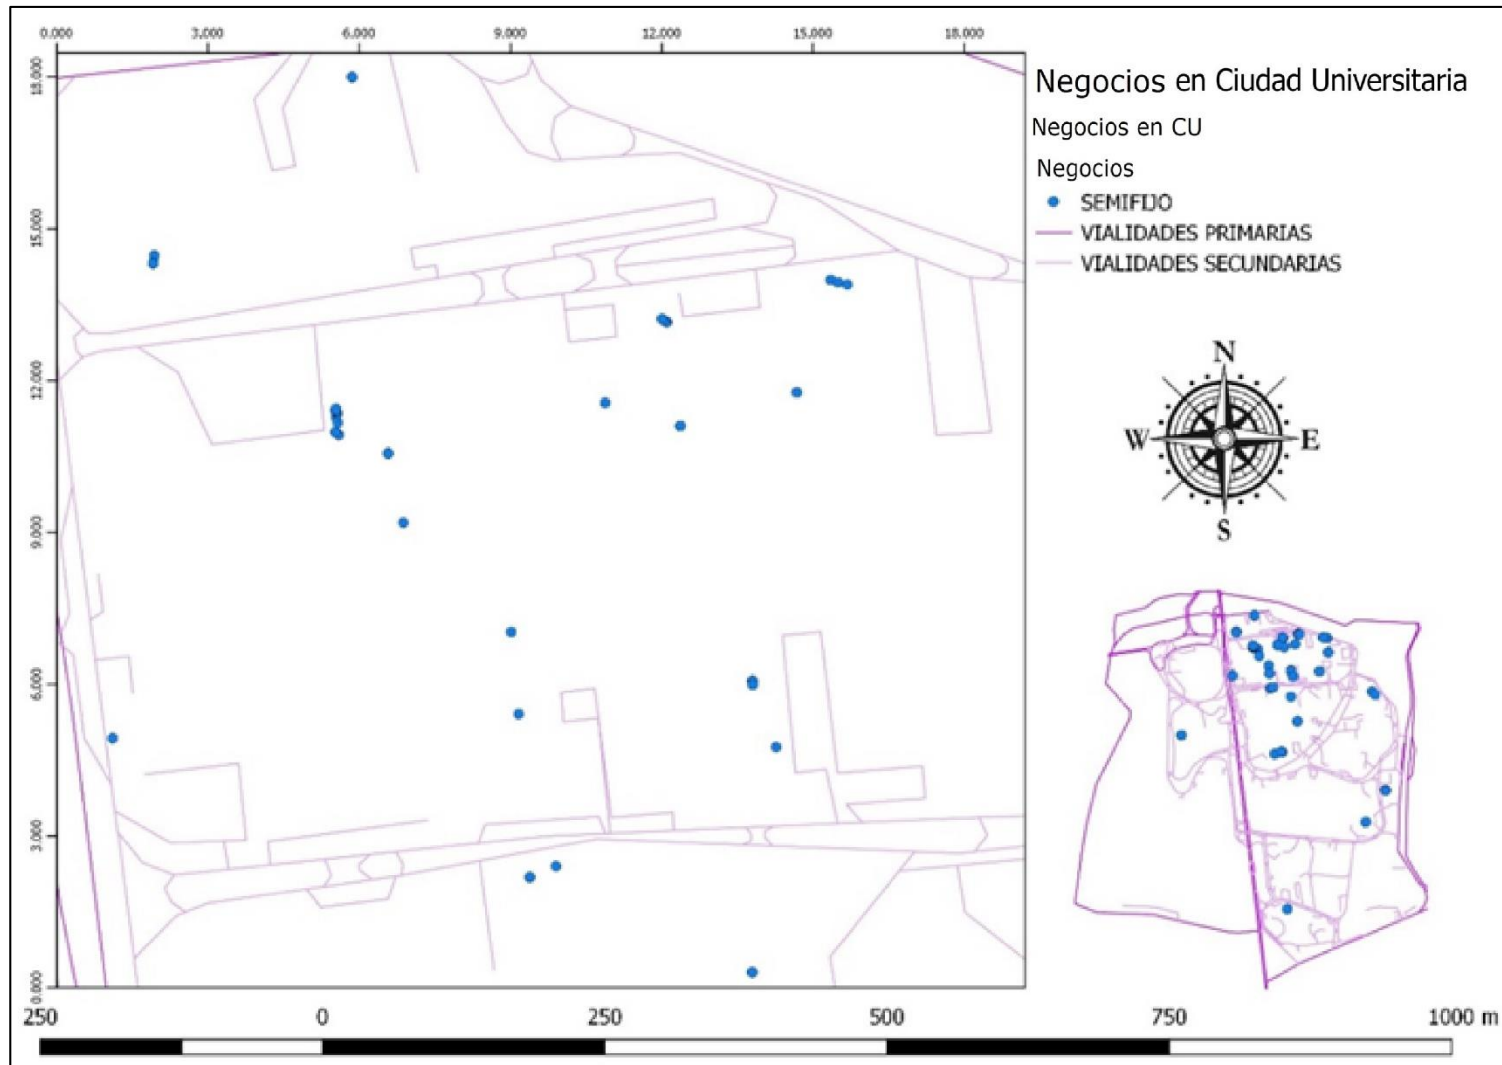 0.000 3.000 6.000 9.000 12.000 15.000 18.000
18.000
15.000
12.000
9.000
6.000
3.000
0.000
Negocios en Ciudad Universitaria
Negocios en CU
Negocios
SEMIFIJO
VIALIDADES PRIMARIAS
VIALIDADES SECUNDARIAS
N
W E
S
250 0 250 500 750 1000 m